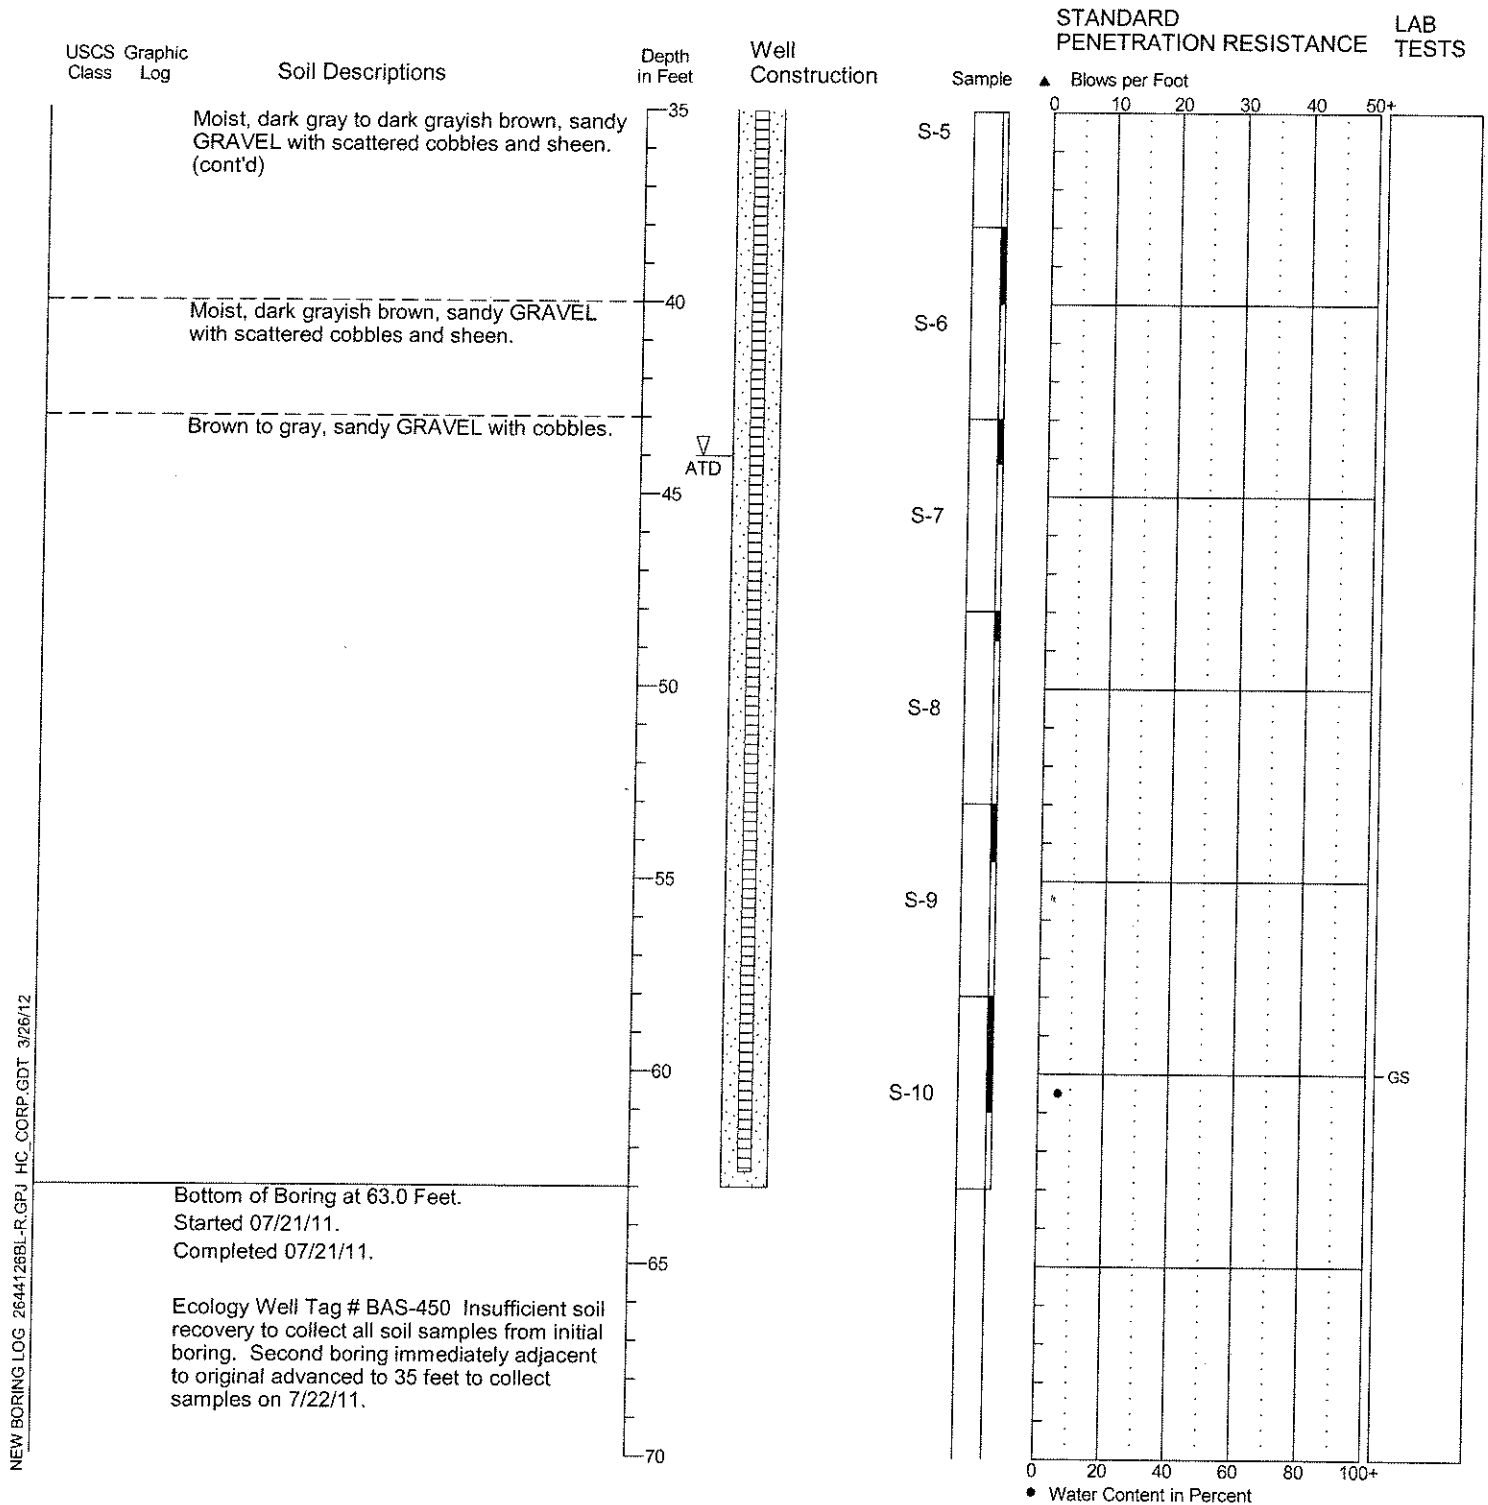 STANDARD
PENETRATION RESISTANCE
LAB
TESTS
USCS Graphic
Class Log
Soil Descriptions
Depth
in Feet
Well
Construction
Sample
▲ Blows per Foot
0 10 20 30 40 50+
Moist, dark gray to dark grayish brown, sandy
GRAVEL with scattered cobbles and sheen.
(cont'd)
35
S-5
40
Moist, dark grayish brown, sandy GRAVEL
with scattered cobbles and sheen.
S-6
Brown to gray, sandy GRAVEL with cobbles.
ATD
45
S-7
50
S-8
55
S-9
60
GS
S-10
Bottom of Boring at 63.0 Feet.
Started 07/21/11.
Completed 07/21/11.
65
Ecology Well Tag # BAS-450 Insufficient soil
recovery to collect all soil samples from initial
boring. Second boring immediately adjacent
to original advanced to 35 feet to collect
samples on 7/22/11.
70
0 20 40 60 80 100+
● Water Content in Percent
NEW BORING LOG 2644126BL-R.GPJ HC_CORP.GDT 3/26/12